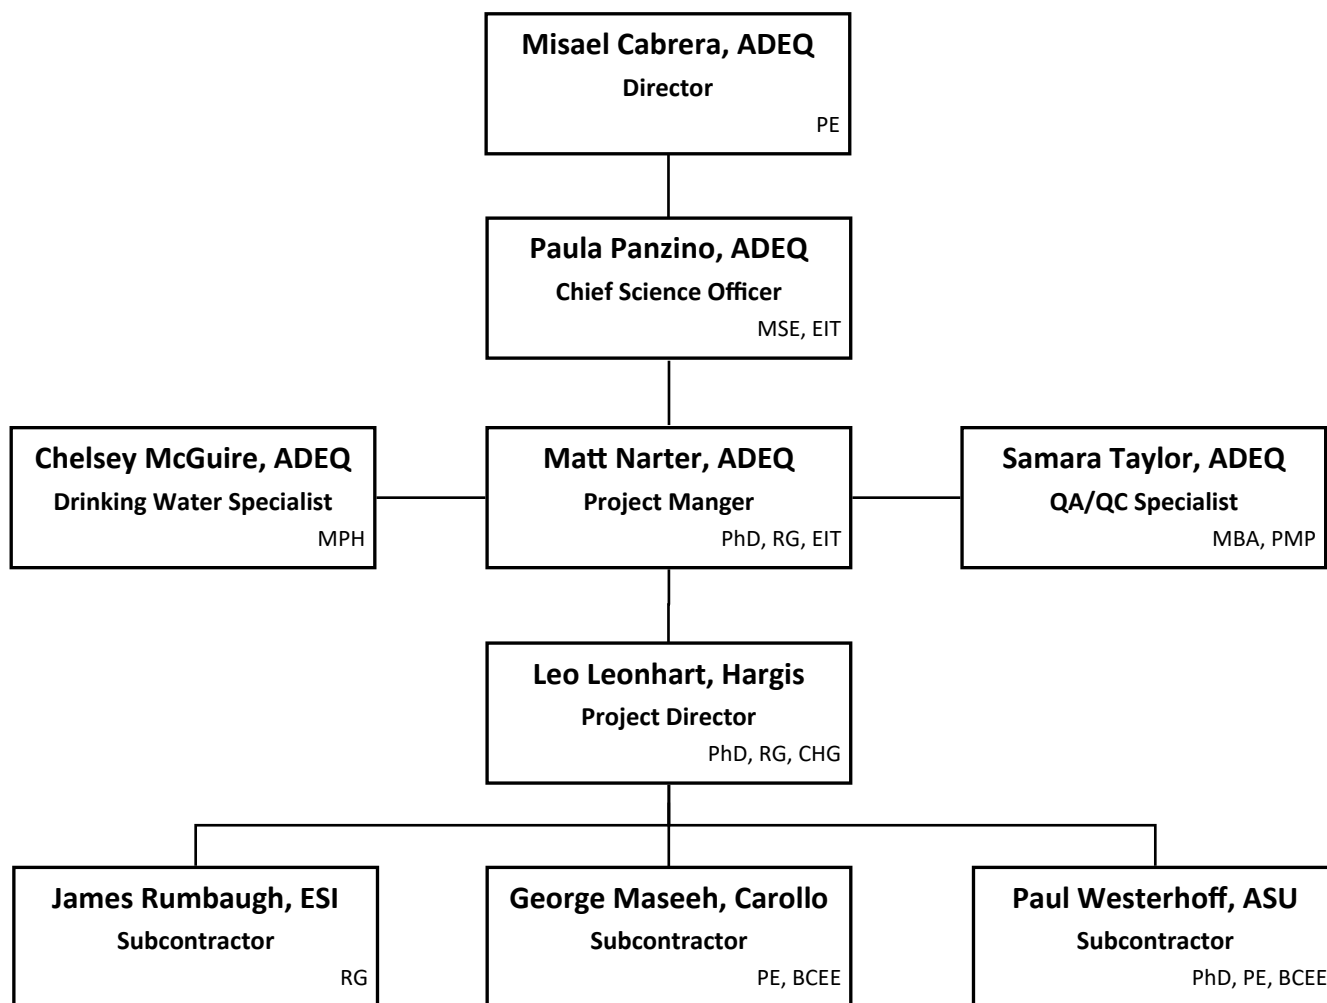 Misael Cabrera, ADEQ
Director
PE
Paula Panzino, ADEQ
Chief Science Officer
MSE, EIT
Chelsey McGuire, ADEQ
Drinking Water Specialist
MPH
Matt Narter, ADEQ
Project Manger
PhD, RG, EIT
Samara Taylor, ADEQ
QA/QC Specialist
MBA, PMP
Leo Leonhart, Hargis
Project Director
PhD, RG, CHG
James Rumbaugh, ESI
Subcontractor
RG
George Maseeh, Carollo
Subcontractor
PE, BCEE
Paul Westerhoff, ASU
Subcontractor
PhD, PE, BCEE